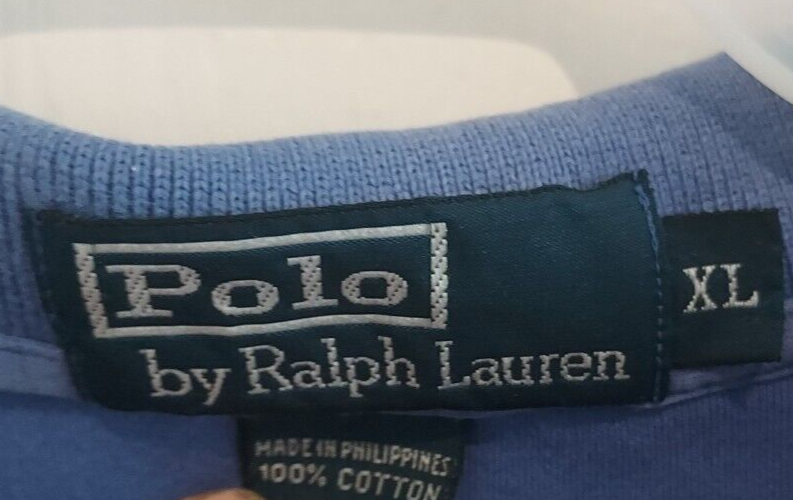 Polo
by Ralph Lauren
XL
MADE IN PHILIPPINES
100% COTTON